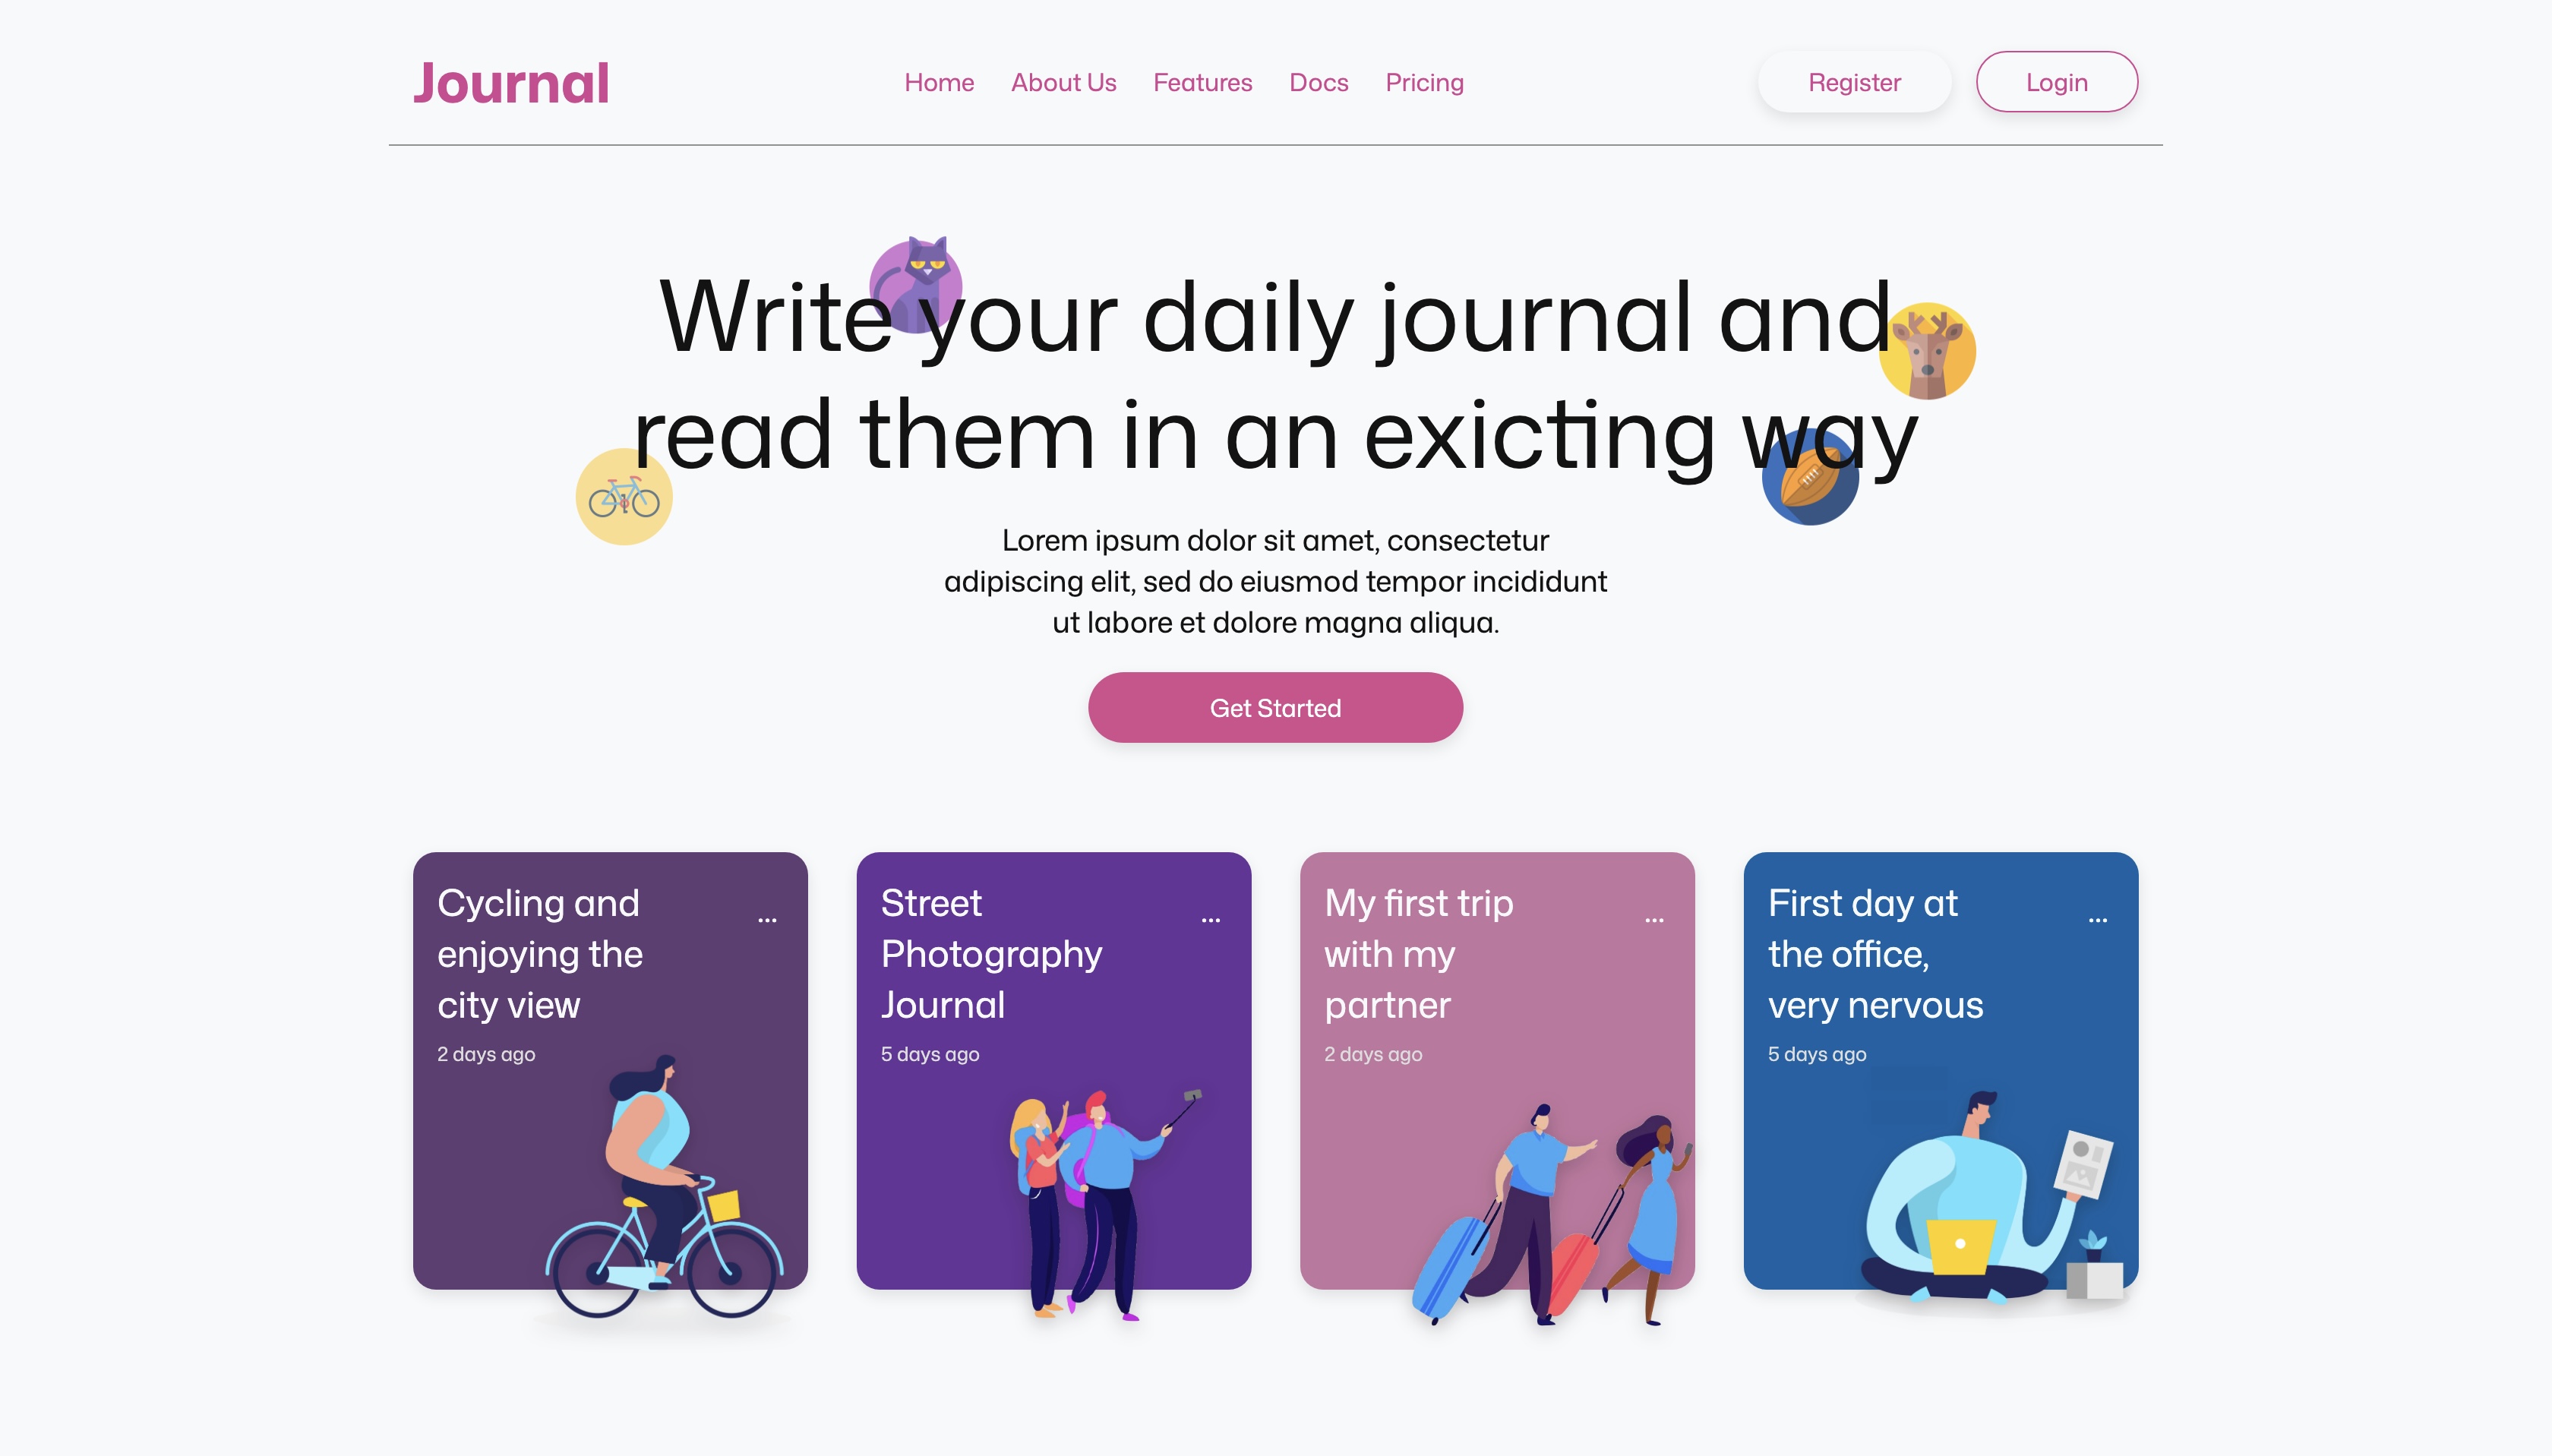 Journal
Home About Us Features Docs Pricing
Register Login
Write your daily journal and
read them in an exicting way
Lorem ipsum dolor sit amet, consectetur
adipiscing elit, sed do eiusmod tempor incididunt
ut labore et dolore magna aliqua.
Get Started
Cycling and
enjoying the
city view
2 days ago
...
Street
Photography
Journal
5 days ago
...
My first trip
with my
partner
2 days ago
...
First day at
the office,
very nervous
5 days ago
...